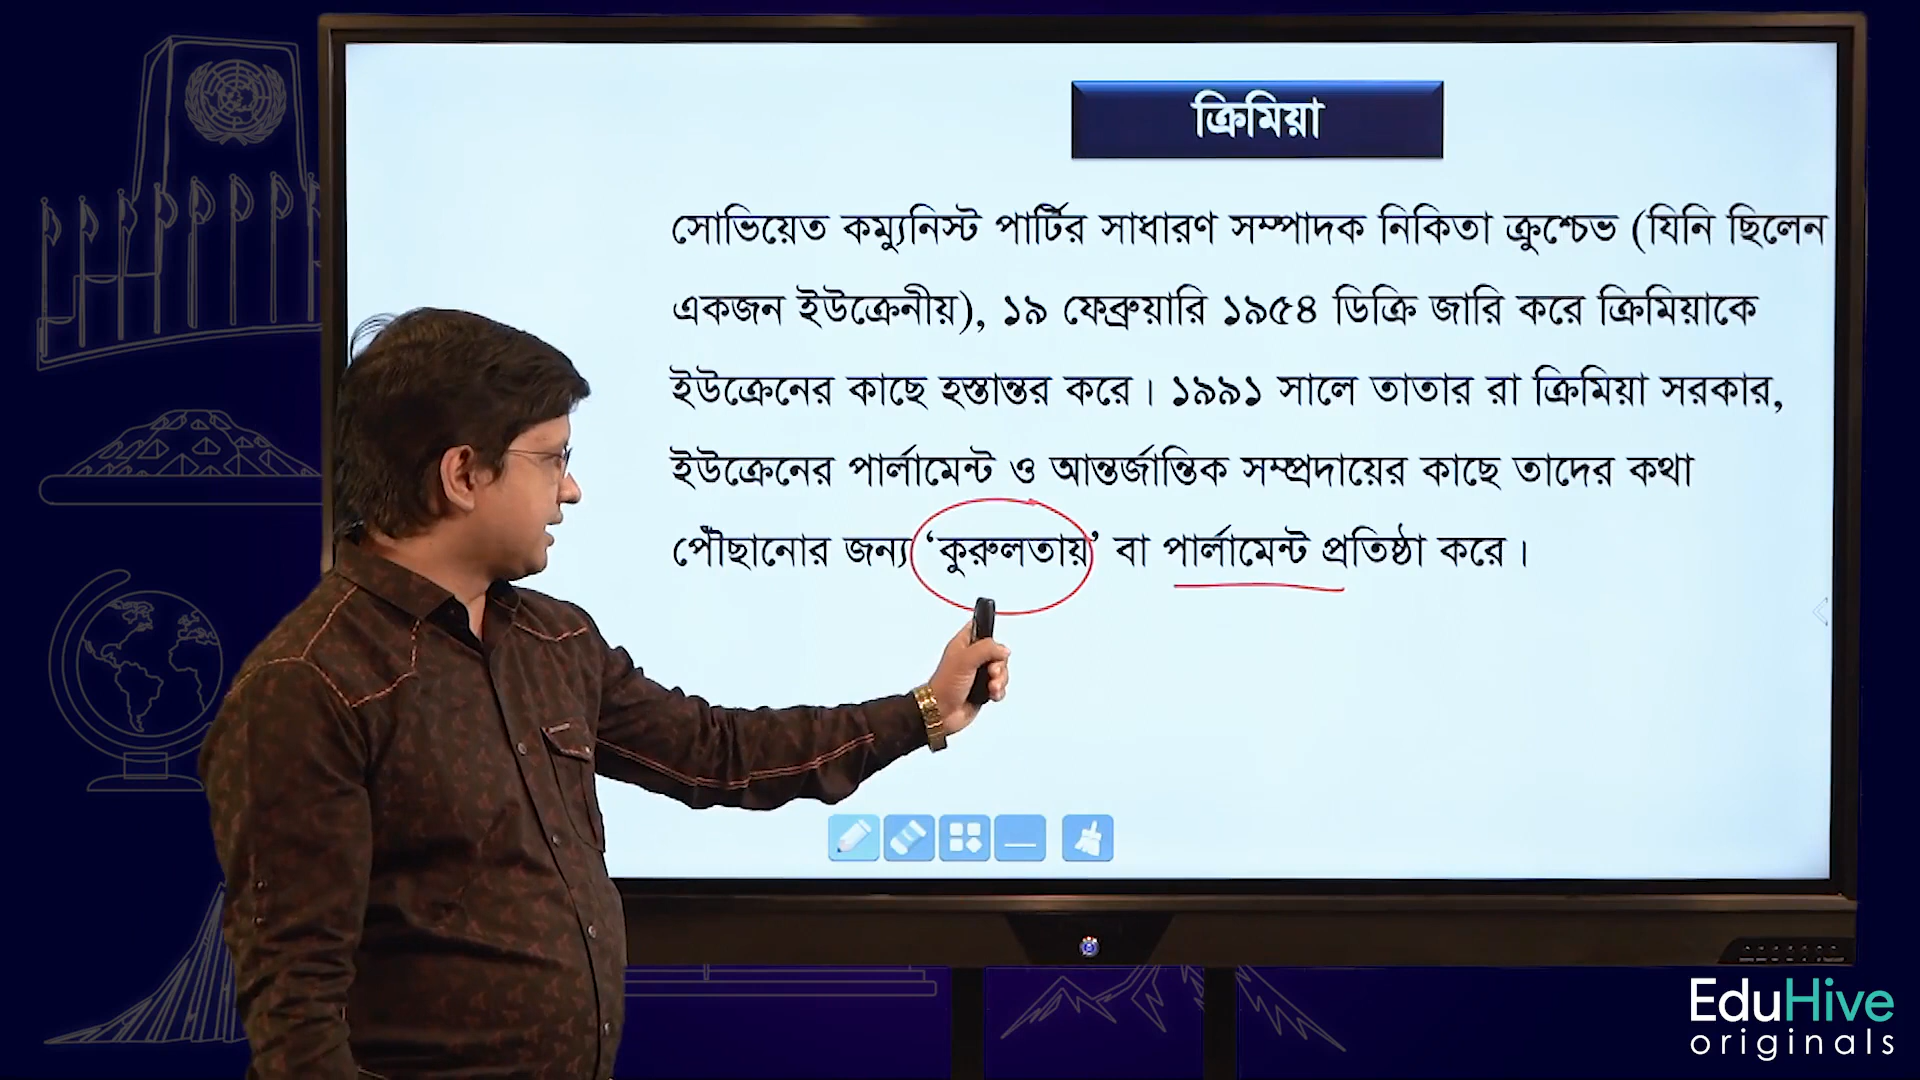 ক্রিমিয়া
সোভিয়েত কম্যুনিস্ট পার্টির সাধারণ সম্পাদক নিকিতা ক্রুশ্চেভ (যিনি ছিলেন
একজন ইউক্রেনীয়), ১৯ ফেব্রুয়ারি ১৯৫৪ ডিক্রি জারি করে ক্রিমিয়াকে
ইউক্রেনের কাছে হস্তান্তর করে। ১৯৯১ সালে তাতার রা ক্রিমিয়া সরকার,
ইউক্রেনের পার্লামেন্ট ও আন্তর্জান্তিক সম্প্রদায়ের কাছে তাদের কথা
পৌঁছানোর জন্য ‘কুরুলতায়’ বা পার্লামেন্ট প্রতিষ্ঠা করে।
EduHive
originals